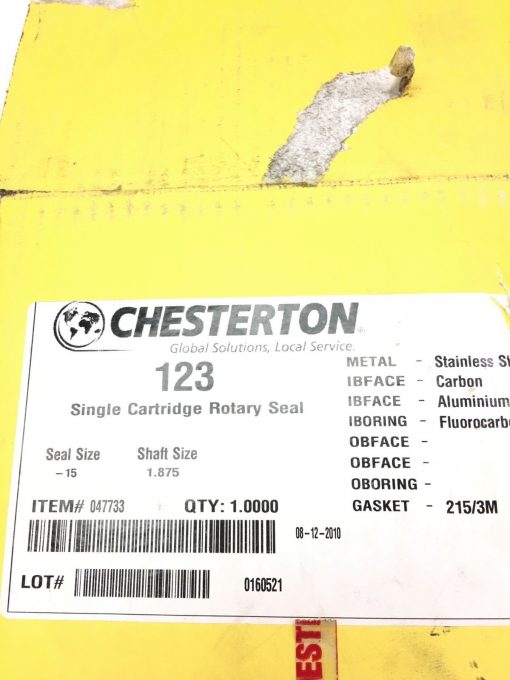 CHESTERTON®
Global Solutions, Local Service.
123
Single Cartridge Rotary Seal
Seal Size Shaft Size
-15 1.875
ITEM# 047733 QTY: 1.0000
08-12-2010
LOT# 0160521
METAL - Stainless St
IBFACE - Carbon
IBFACE - Aluminium
IBORING - Fluorocarb
OBFACE -
OBFACE -
OBORING -
GASKET - 215/3M
EST